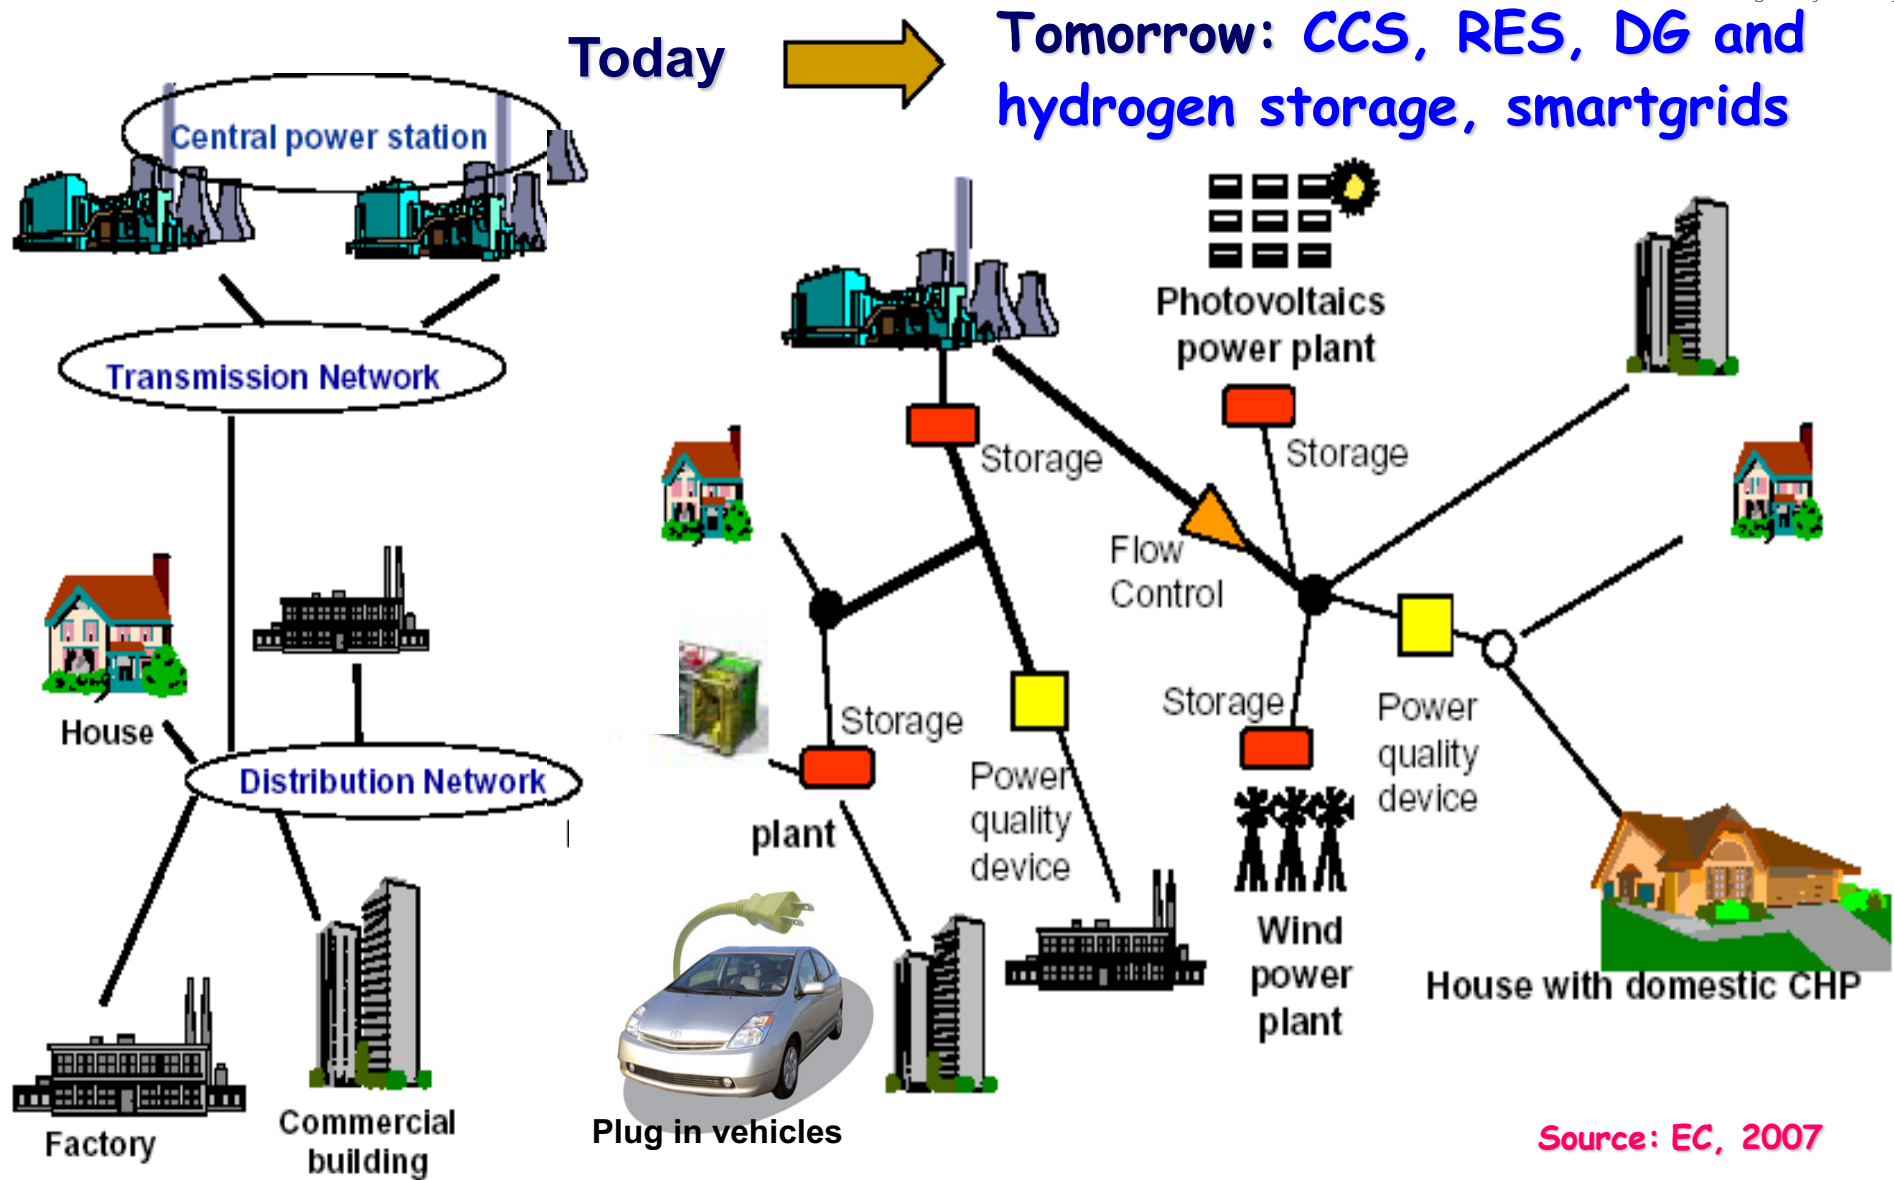 Today
Tomorrow: CCS, RES, DG and
hydrogen storage, smartgrids
Central power station
Transmission Network
House
Distribution Network
Factory
Commercial
building
Photovoltaics
power plant
Storage
Storage
Flow
Control
Storage
Storage
Power
quality
device
Power
quality
device
plant
Wind
power
plant
House with domestic CHP
Plug in vehicles
Source: EC, 2007